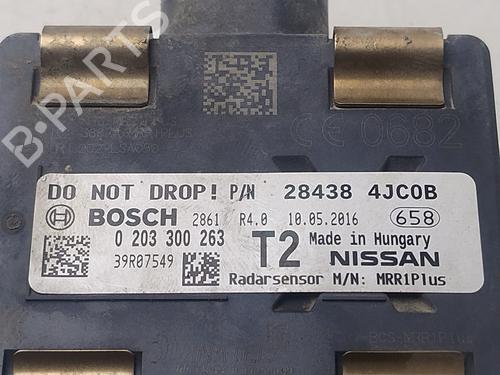 B-PARTS
CE 0682
DO NOT DROP! P/N 28438 4JC0B
BOSCH 2861 R4.0 10.05.2016 658
0 203 300 263 T2 Made in Hungary
39R07549 NISSAN
Radarsensor M/N: MRR1Plus